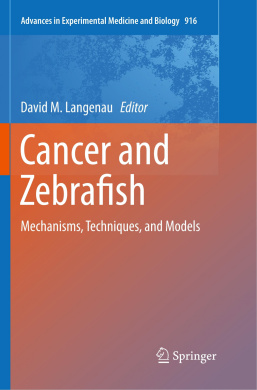 Advances in Experimental Medicine and Biology 916
David M. Langenau Editor
Cancer and
Zebrafish
Mechanisms, Techniques, and Models
Springer